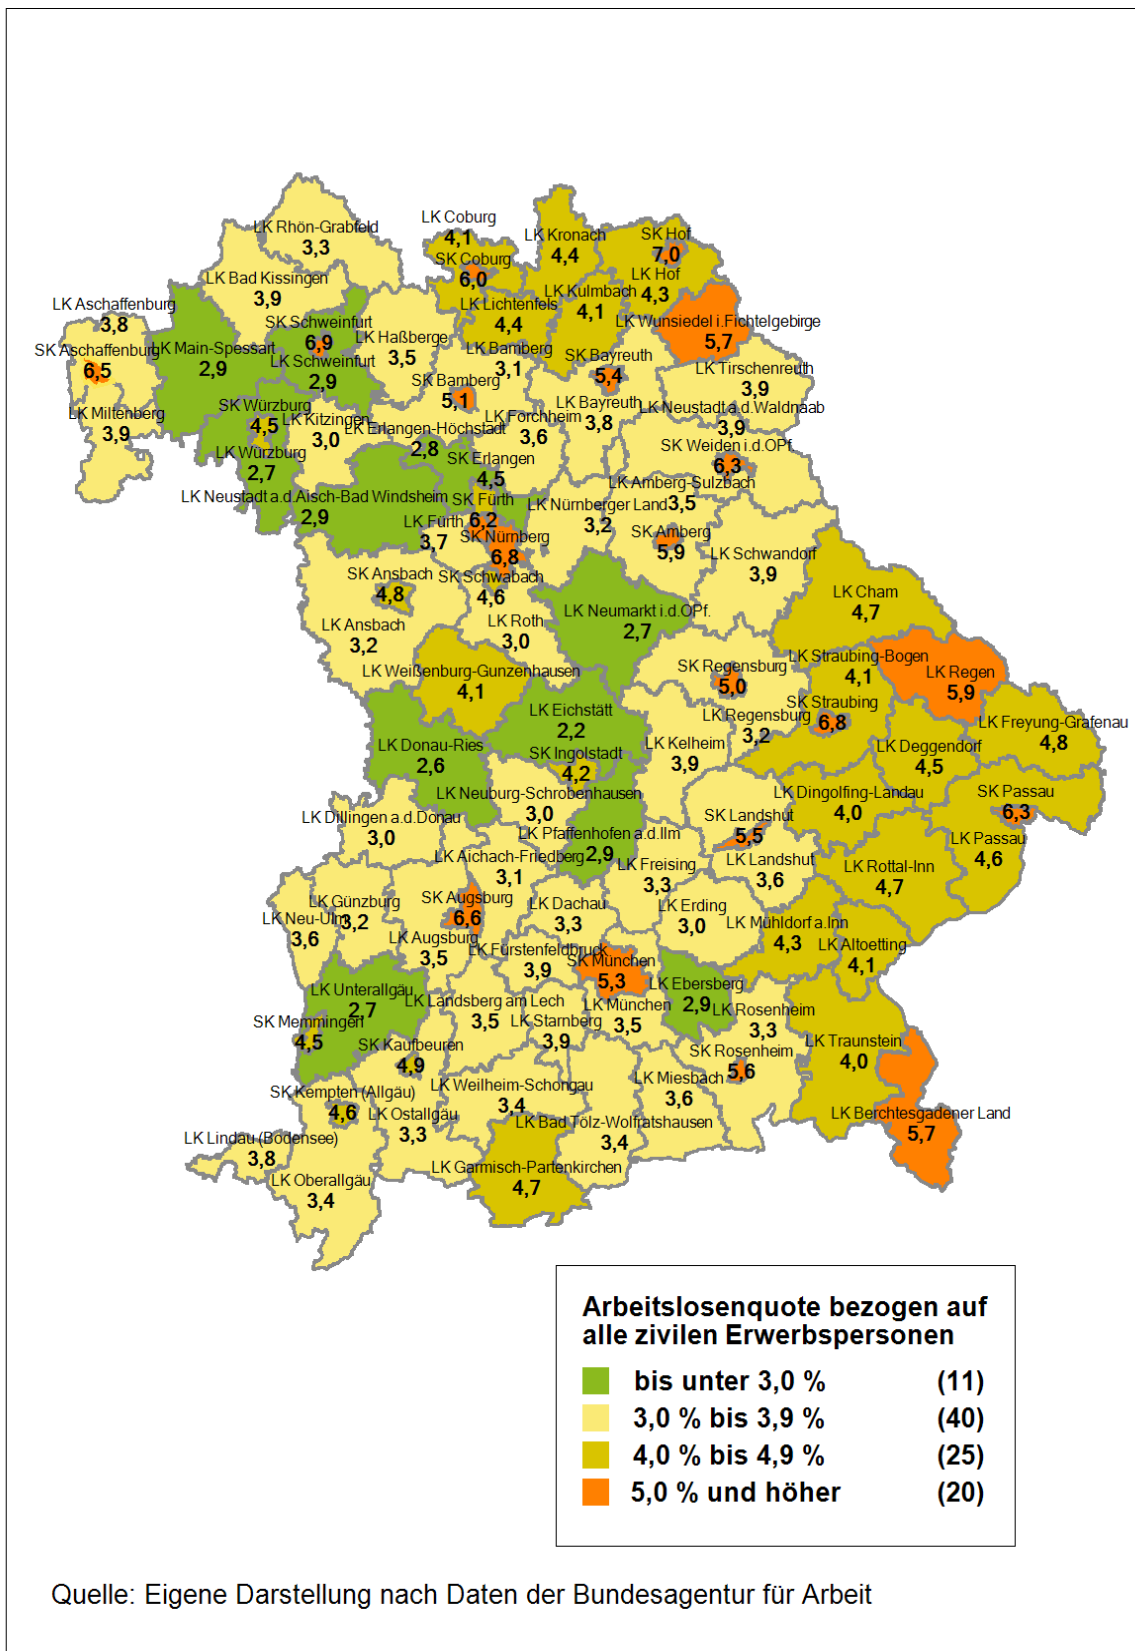 LK Rhön-Grabfeld
3,3
LK Coburg
4,1
LK Kronach
4,4
SK Hof
7,0
SK Coburg
6,0
LK Hof
4,3
LK Bad Kissingen
3,9
LK Kulmbach
4,1
LK Aschaffenburg
3,8
LK Lichtenfels
4,4
SK Schweinfurt
6,9
LK Wunsiedel i.Fichtelgebirge
5,7
LK Haßberge
3,5
SK Aschaffenburg
6,5
LK Main-Spessart
2,9
LK Bamberg
3,1
SK Bayreuth
5,4
LK Schweinfurt
2,9
LK Tirschenreuth
3,9
SK Bamberg
5,1
SK Würzburg
4,5
LK Bayreuth
3,8
LK Neustadt a.d.Waldnaab
3,9
LK Miltenberg
3,9
LK Kitzingen
3,0
LK Forchheim
3,6
LK Erlangen-Höchstadt
2,8
SK Weiden i.d.OPf.
6,3
LK Würzburg
2,7
SK Erlangen
4,5
LK Amberg-Sulzbach
3,5
LK Neustadt a.d.Aisch-Bad Windsheim
2,9
SK Fürth
6,2
LK Nürnberger Land
3,2
LK Fürth
3,7
SK Nürnberg
6,8
SK Amberg
5,9
LK Schwandorf
3,9
SK Ansbach
4,8
SK Schwabach
4,6
LK Cham
4,7
LK Neumarkt i.d.OPf.
2,7
LK Ansbach
3,2
LK Roth
3,0
LK Straubing-Bogen
4,1
LK Weißenburg-Gunzenhausen
4,1
SK Regensburg
5,0
LK Regen
5,9
SK Straubing
6,8
LK Eichstätt
2,2
LK Regensburg
3,2
LK Freyung-Grafenau
4,8
LK Donau-Ries
2,6
LK Kelheim
3,9
LK Deggendorf
4,5
SK Ingolstadt
4,2
LK Neuburg-Schrobenhausen
3,0
LK Dingolfing-Landau
4,0
SK Passau
6,3
LK Dillingen a.d.Donau
3,0
SK Landshut
5,5
LK Pfaffenhofen a.d.Ilm
2,9
LK Passau
4,6
LK Aichach-Friedberg
3,1
LK Freising
3,3
LK Landshut
3,6
LK Rottal-Inn
4,7
LK Günzburg
3,2
SK Augsburg
6,6
LK Dachau
3,3
LK Erding
3,0
LK Neu-Ulm
3,6
LK Mühldorf a.Inn
4,3
LK Augsburg
3,5
LK Fürstenfeldbruck
3,9
LK Altoetting
4,1
SK München
5,3
LK Unterallgäu
2,7
LK Ebersberg
2,9
LK Landsberg am Lech
3,5
LK München
3,5
LK Rosenheim
3,3
SK Memmingen
4,5
LK Starnberg
3,9
LK Traunstein
4,0
SK Kaufbeuren
4,9
SK Rosenheim
5,6
SK Kempten (Allgäu)
4,6
LK Weilheim-Schongau
3,4
LK Miesbach
3,6
LK Ostallgäu
3,3
LK Bad Tölz-Wolfratshausen
3,4
LK Berchtesgadener Land
5,7
LK Lindau (Bodensee)
3,8
LK Oberallgäu
3,4
LK Garmisch-Partenkirchen
4,7
Arbeitslosenquote bezogen auf
alle zivilen Erwerbspersonen
bis unter 3,0 % (11)
3,0 % bis 3,9 % (40)
4,0 % bis 4,9 % (25)
5,0 % und höher (20)
Quelle: Eigene Darstellung nach Daten der Bundesagentur für Arbeit